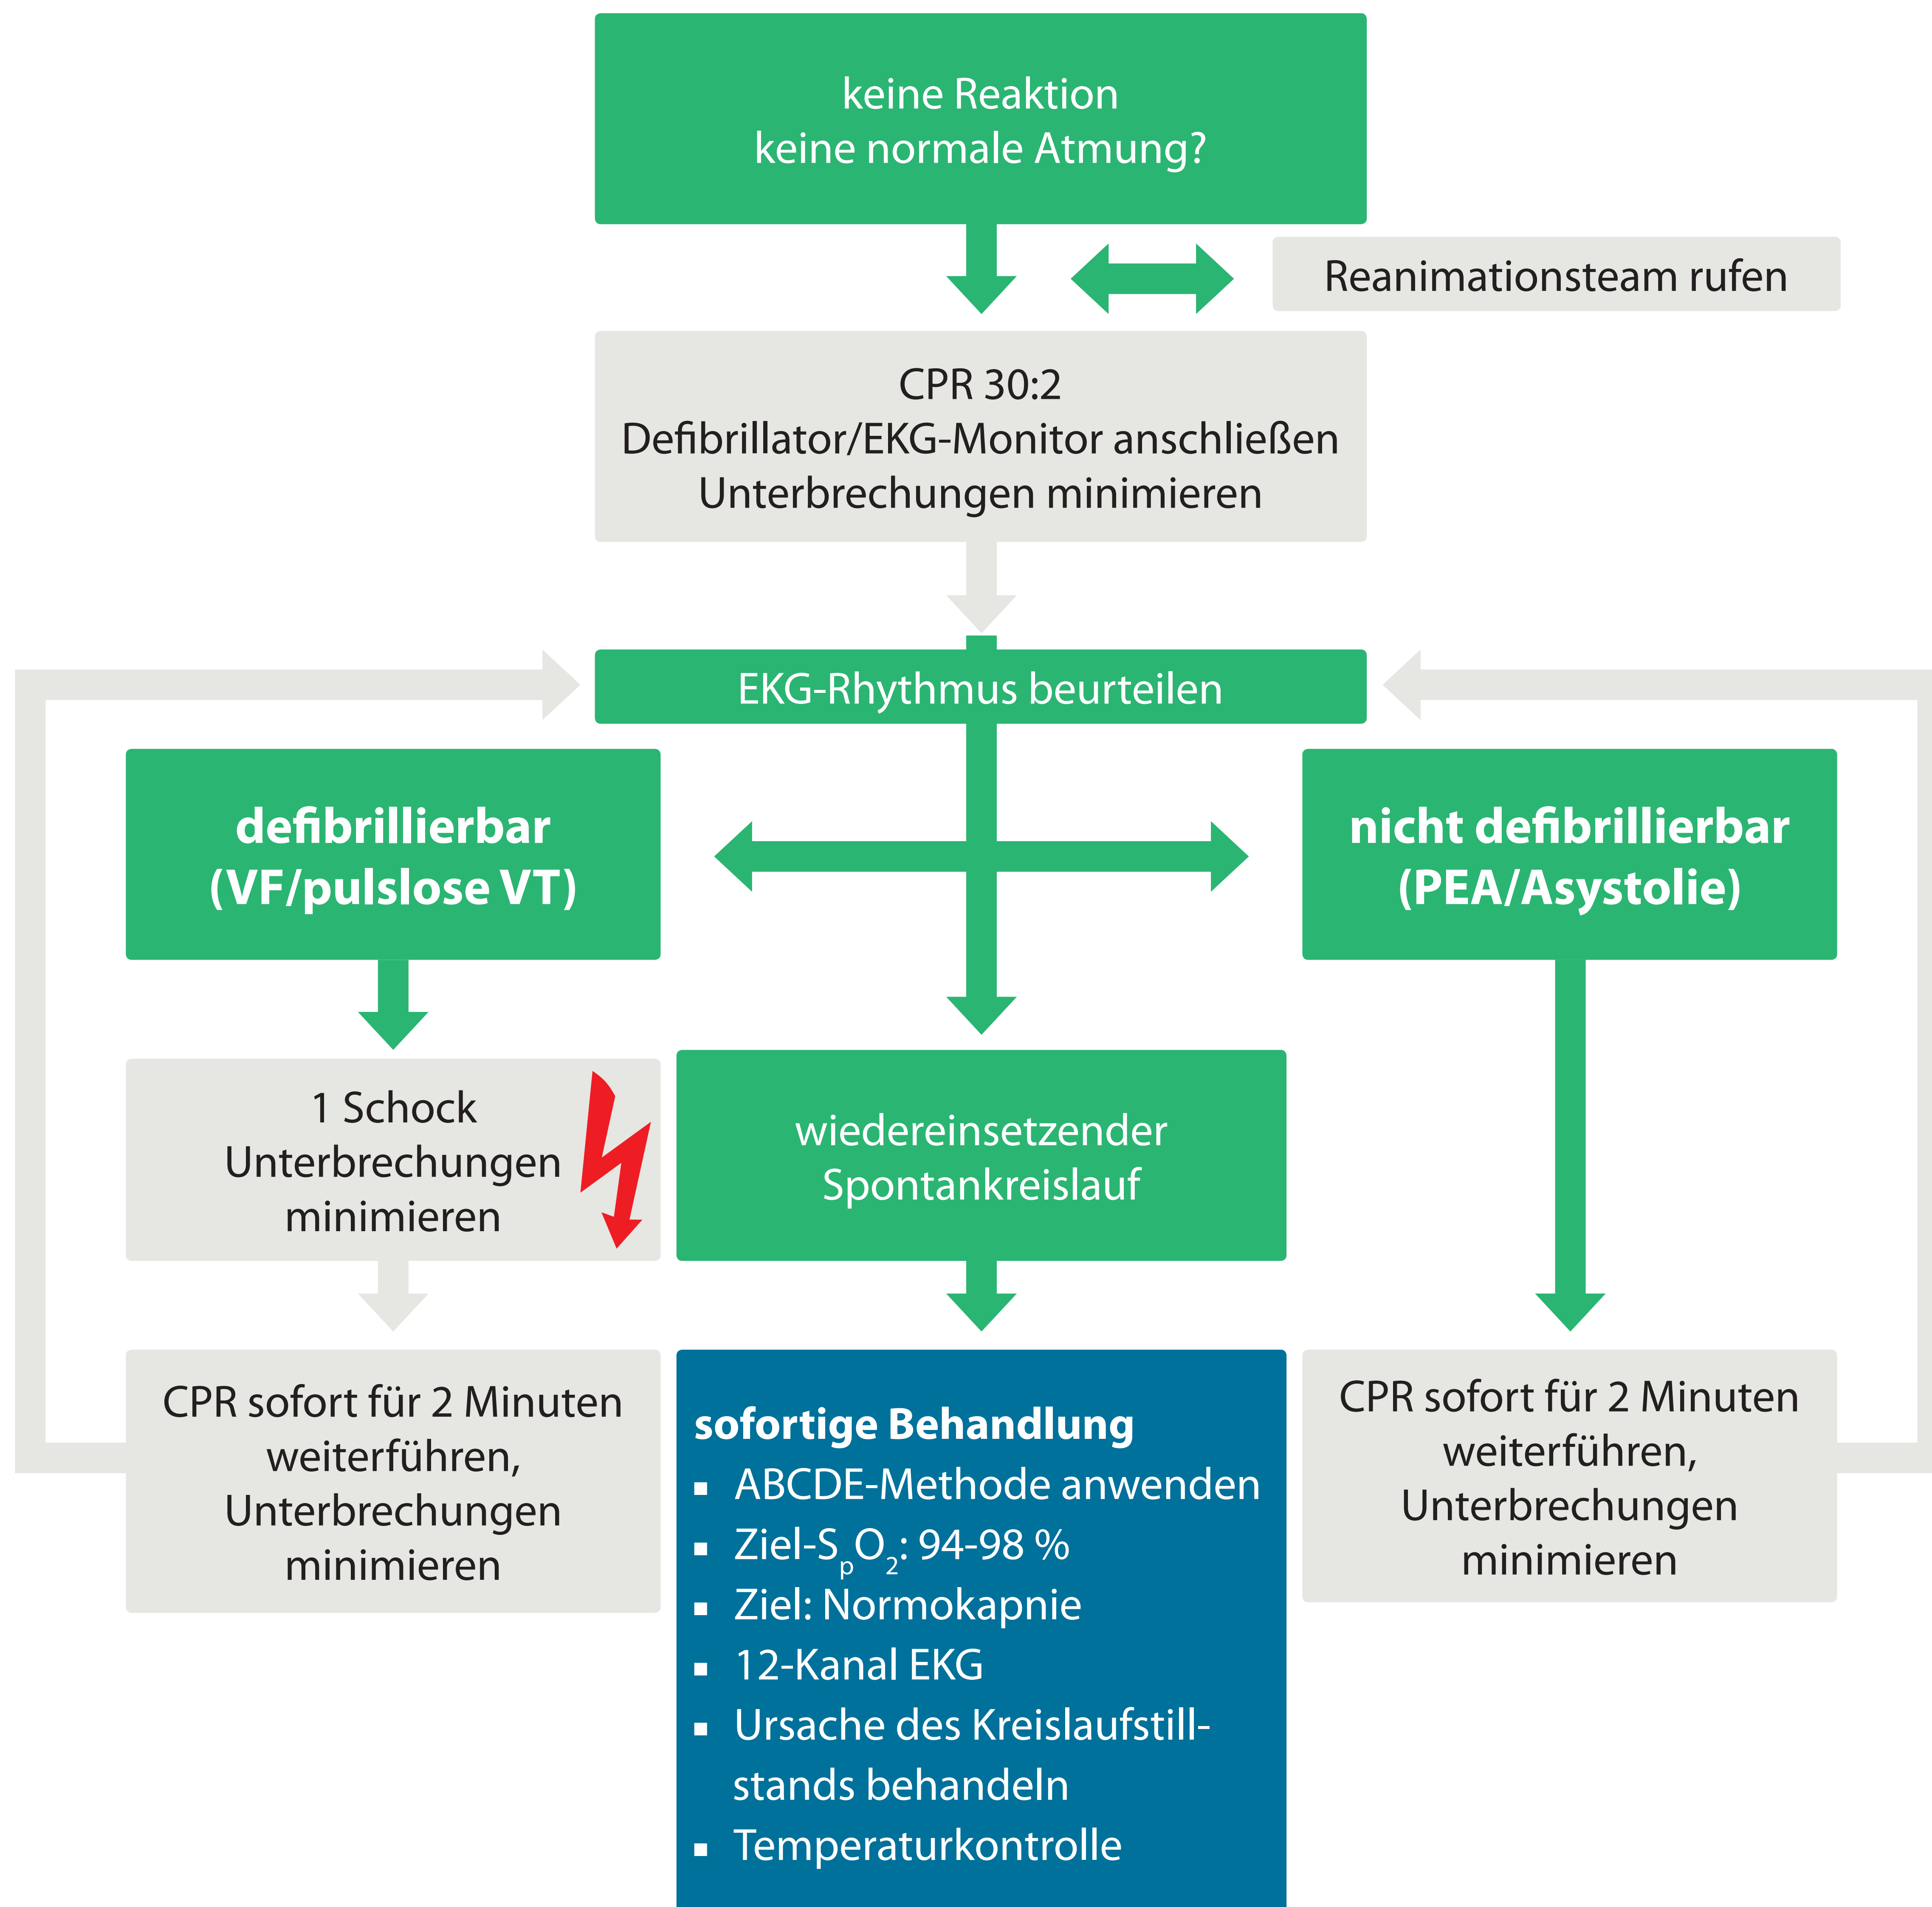 keine Reaktion
keine normale Atmung?
Reanimationsteam rufen
CPR 30:2
Defibrillator/EKG-Monitor anschließen
Unterbrechungen minimieren
EKG-Rhythmus beurteilen
defibrillierbar
(VF/pulslose VT)
nicht defibrillierbar
(PEA/Asystolie)
1 Schock
Unterbrechungen
minimieren
wiedereinsetzender
Spontankreislauf
CPR sofort für 2 Minuten
weiterführen,
Unterbrechungen
minimieren
sofortige Behandlung
▪ ABCDE-Methode anwenden
▪ Ziel-SpO2: 94-98 %
▪ Ziel: Normokapnie
▪ 12-Kanal EKG
▪ Ursache des Kreislaufstill-
stands behandeln
▪ Temperaturkontrolle
CPR sofort für 2 Minuten
weiterführen,
Unterbrechungen
minimieren